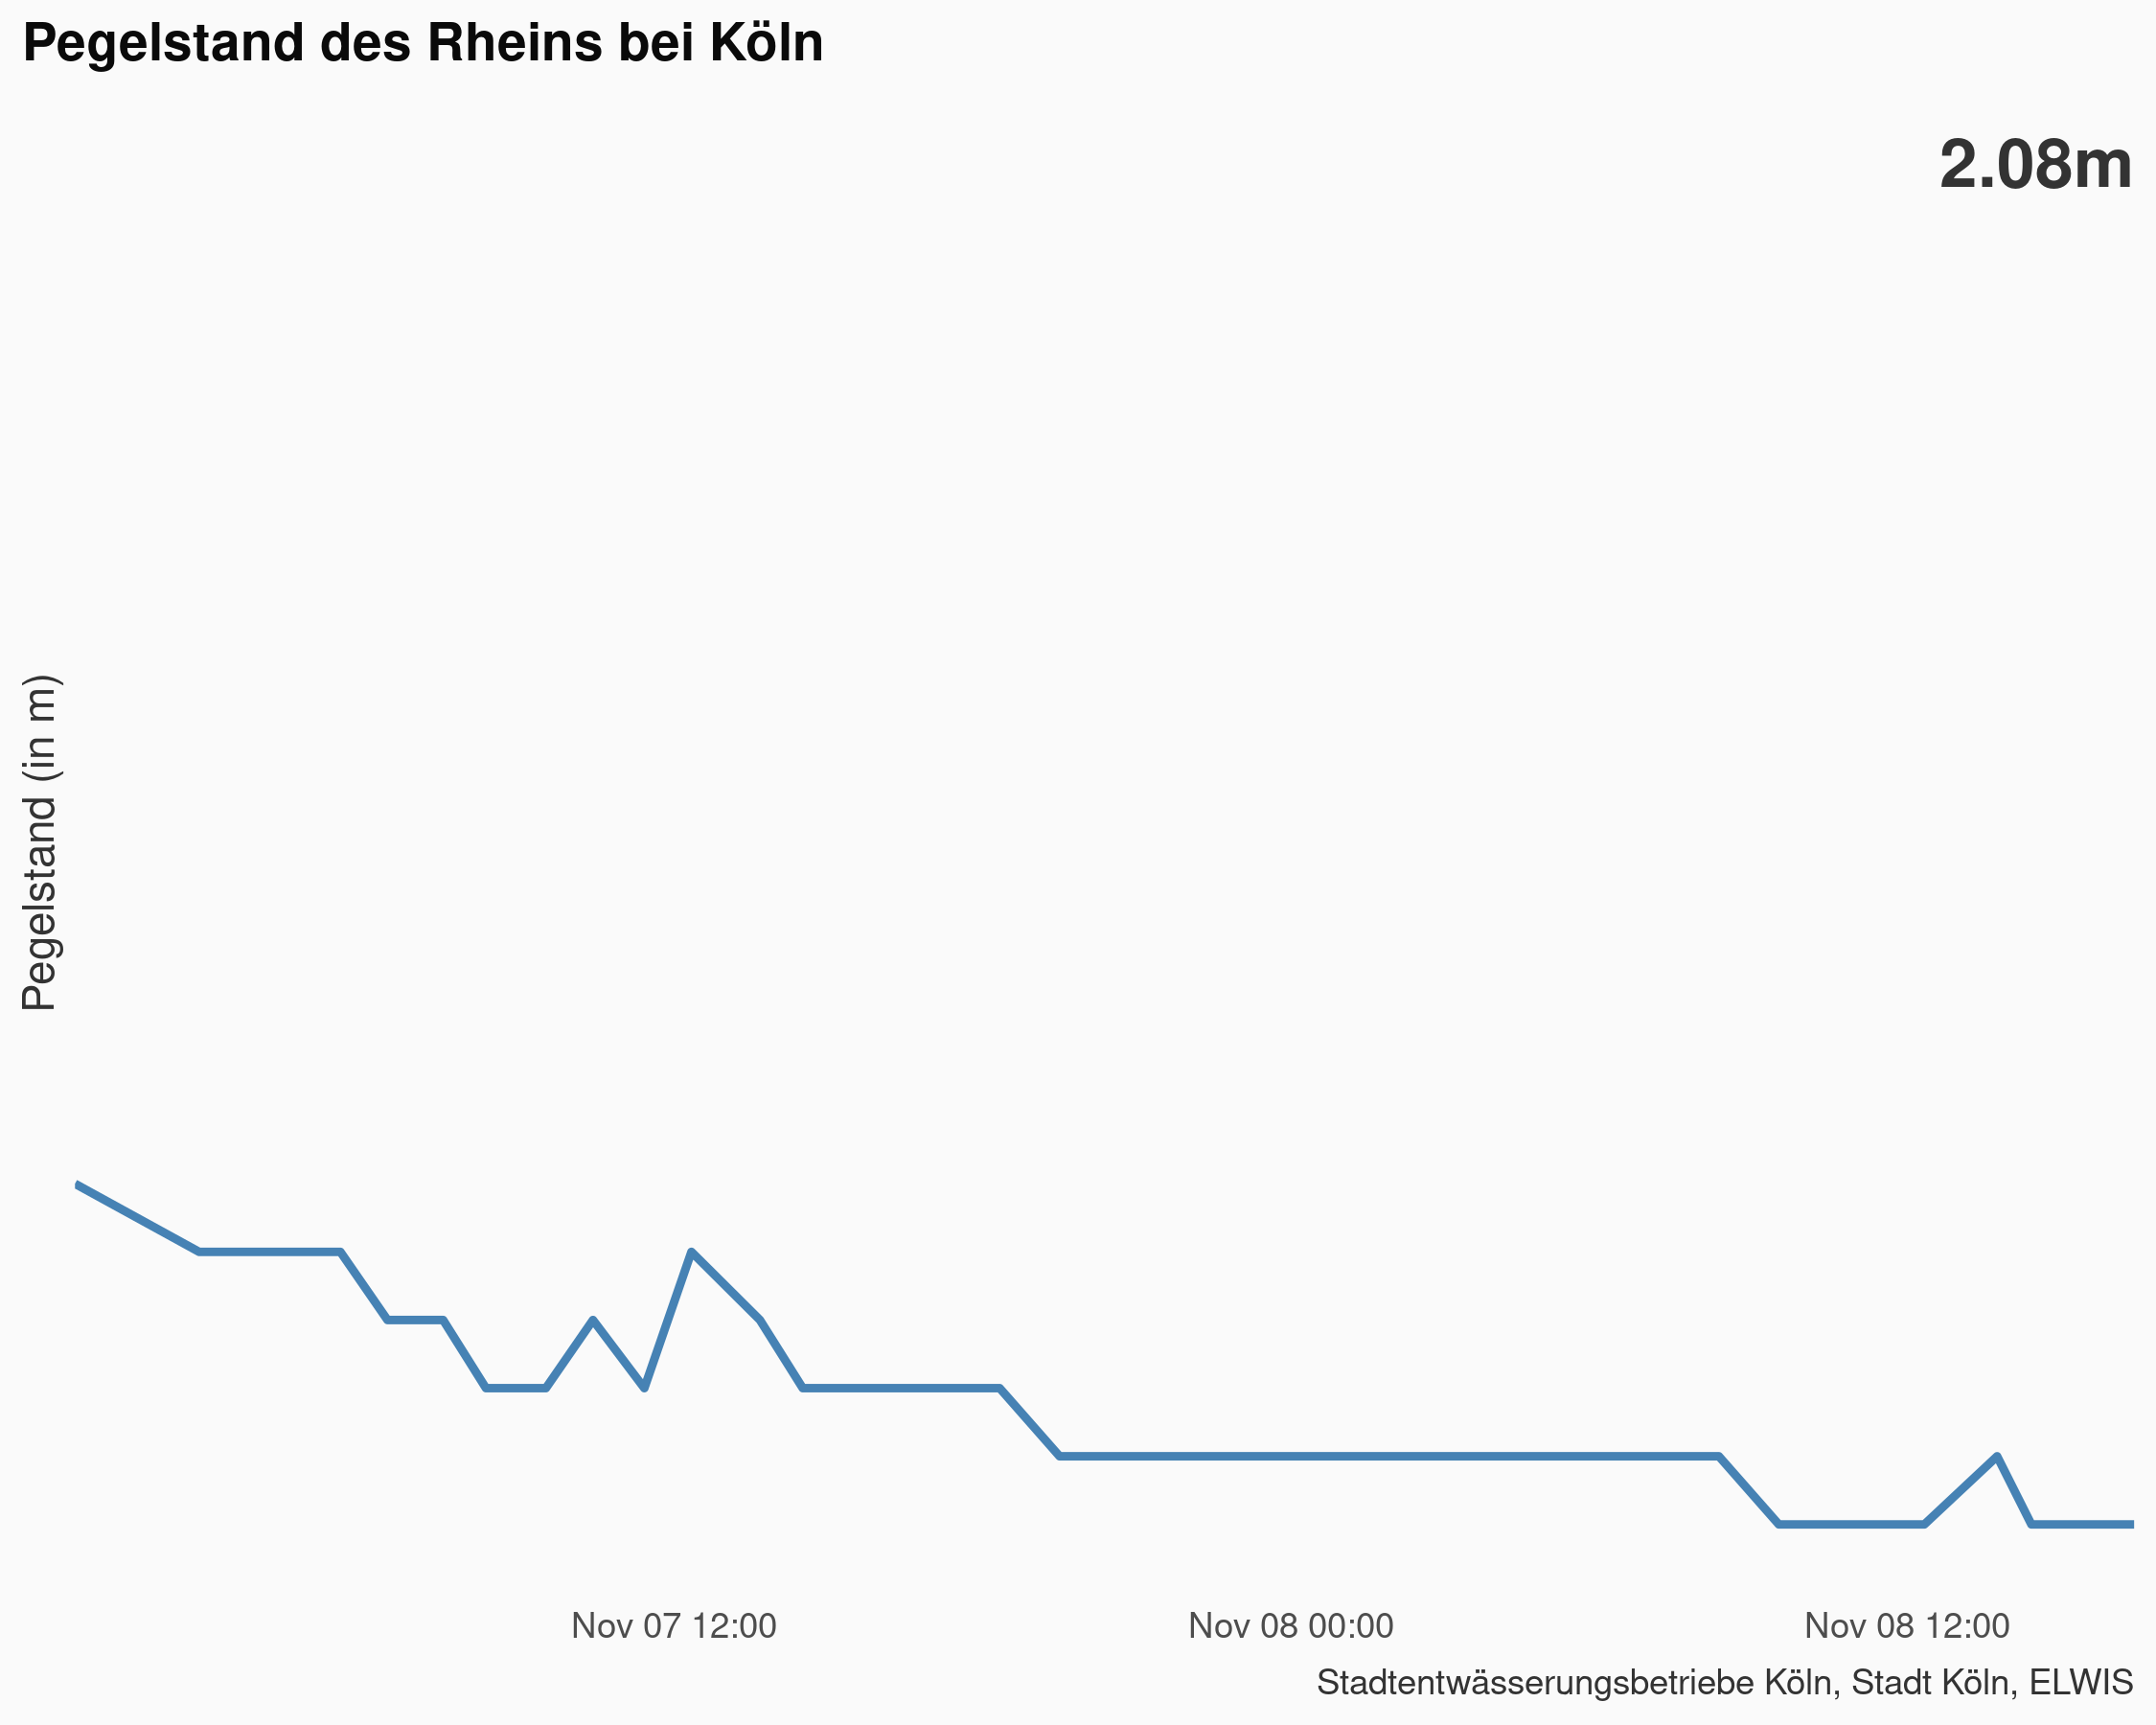 Pegelstand des Rheins bei Köln
2.08m
Pegelstand (in m)
Nov 07 12:00
Nov 08 00:00
Nov 08 12:00
Stadtentwässerungsbetriebe Köln, Stadt Köln, ELWIS